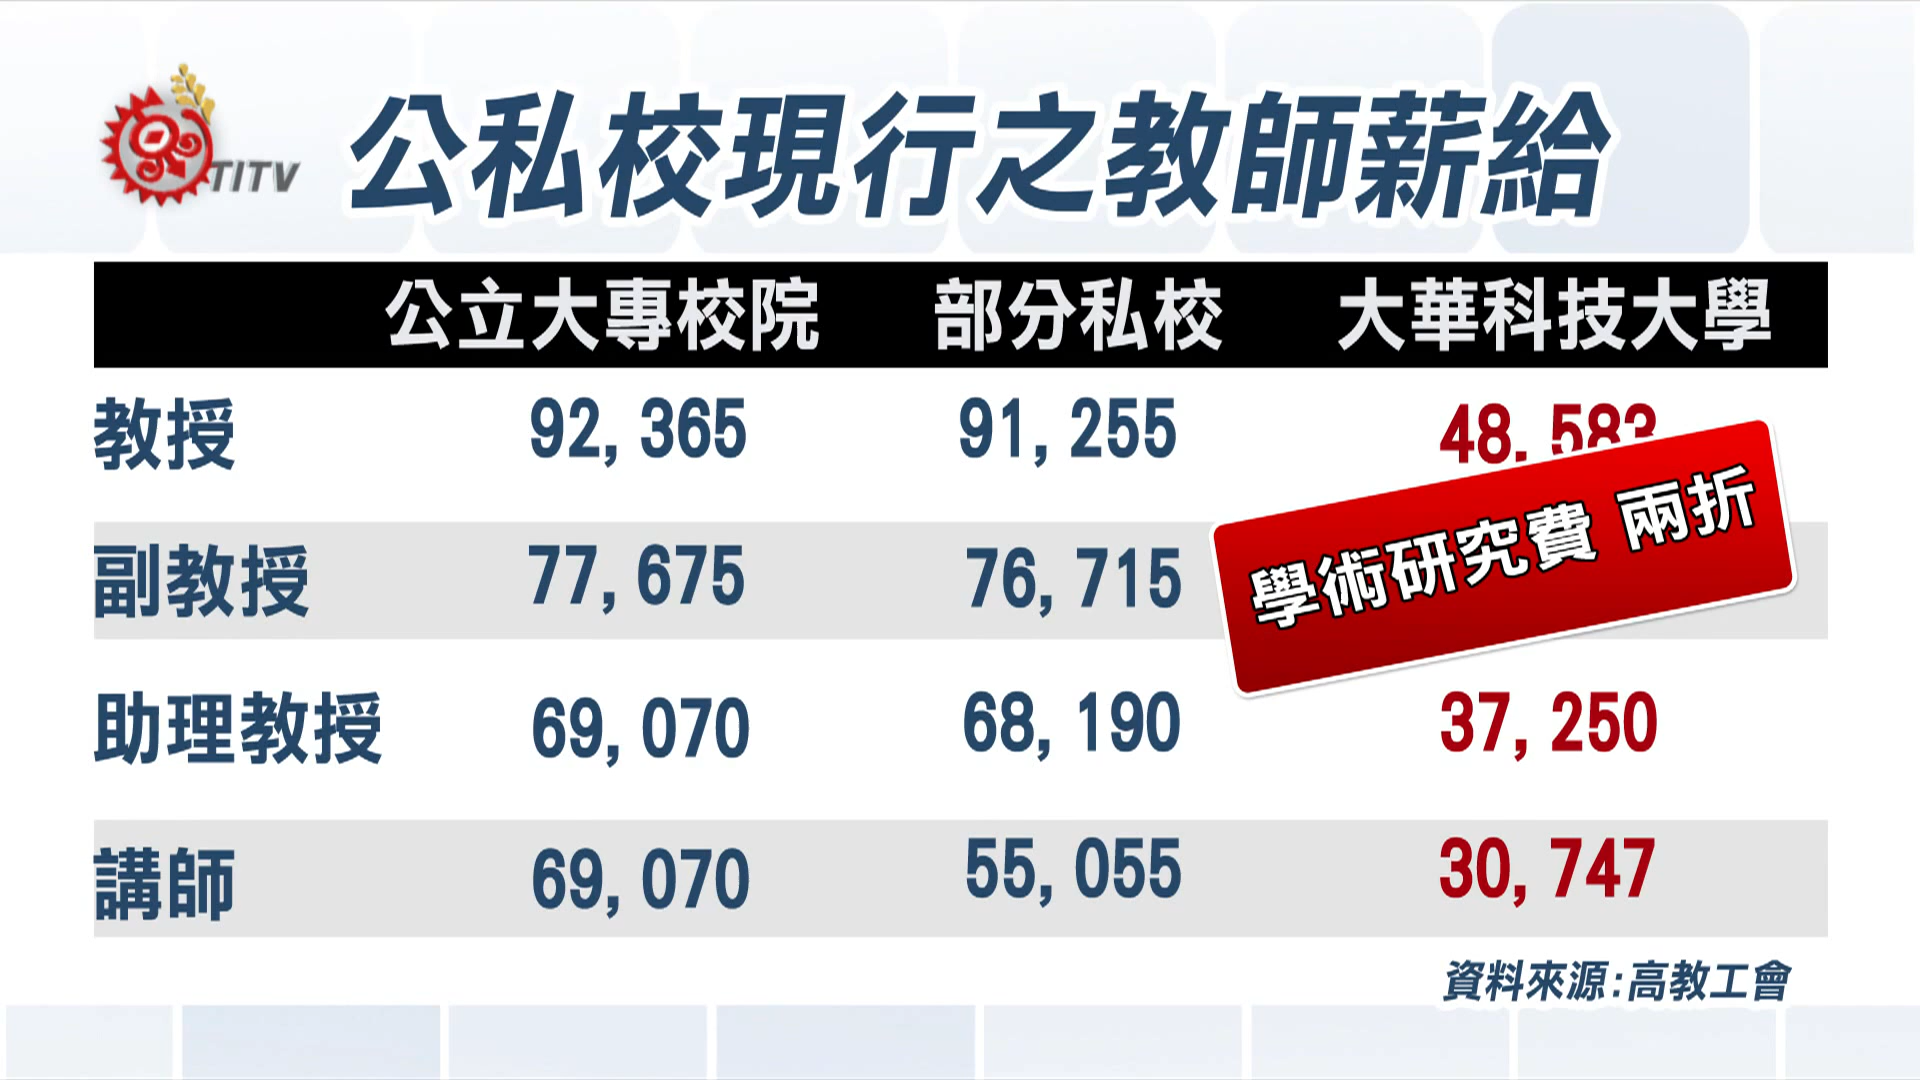 TITV
公私校現行之教師薪給
公立大專校院 部分私校 大華科技大學
教授 92,365 91,255 48,583
副教授 77,675 76,715
學術研究費 兩折
助理教授 69,070 68,190 37,250
講師 69,070 55,055 30,747
資料來源:高教工會